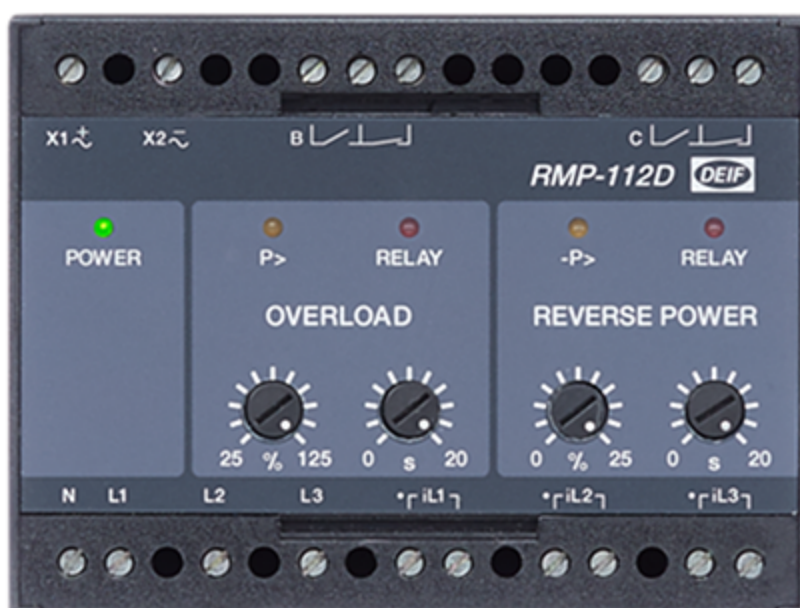 X1 X2 B C
RMP-112D DEIF
POWER P> RELAY -P> RELAY
OVERLOAD REVERSE POWER
25 % 125 0 s 20 0 % 25 0 s 20
N L1 L2 L3 iL1 iL2 iL3